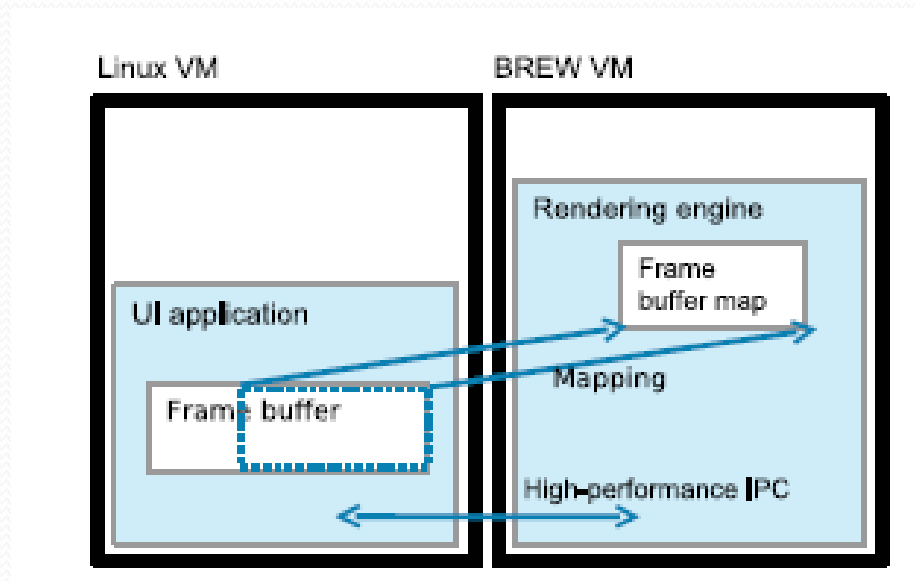 Linux VM
BREW VM
Rendering engine
Frame
buffer map
UI application
Mapping
Frame buffer
High-performance IPC